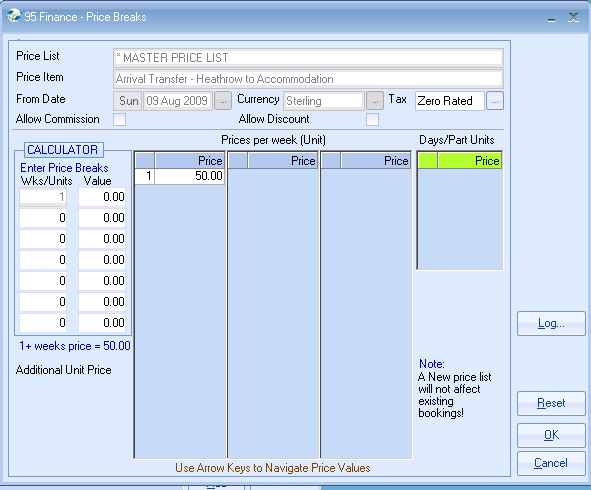 95 Finance - Price Breaks
Price List * MASTER PRICE LIST
Price Item Arrival Transfer - Heathrow to Accommodation
From Date Sun 09 Aug 2009 ... Currency Sterling ... Tax Zero Rated ...
Allow Commission Allow Discount
Prices per week (Unit) Days/Part Units
CALCULATOR
Enter Price Breaks
Wks/Units Value
Price Price Price Price
1 50.00
1 0.00
0 0.00
0 0.00
0 0.00
0 0.00
0 0.00
0 0.00
1+ weeks price = 50.00
Additional Unit Price
Note:
A New price list
will not affect
existing
bookings!
Log...
Reset
OK
Cancel
Use Arrow Keys to Navigate Price Values